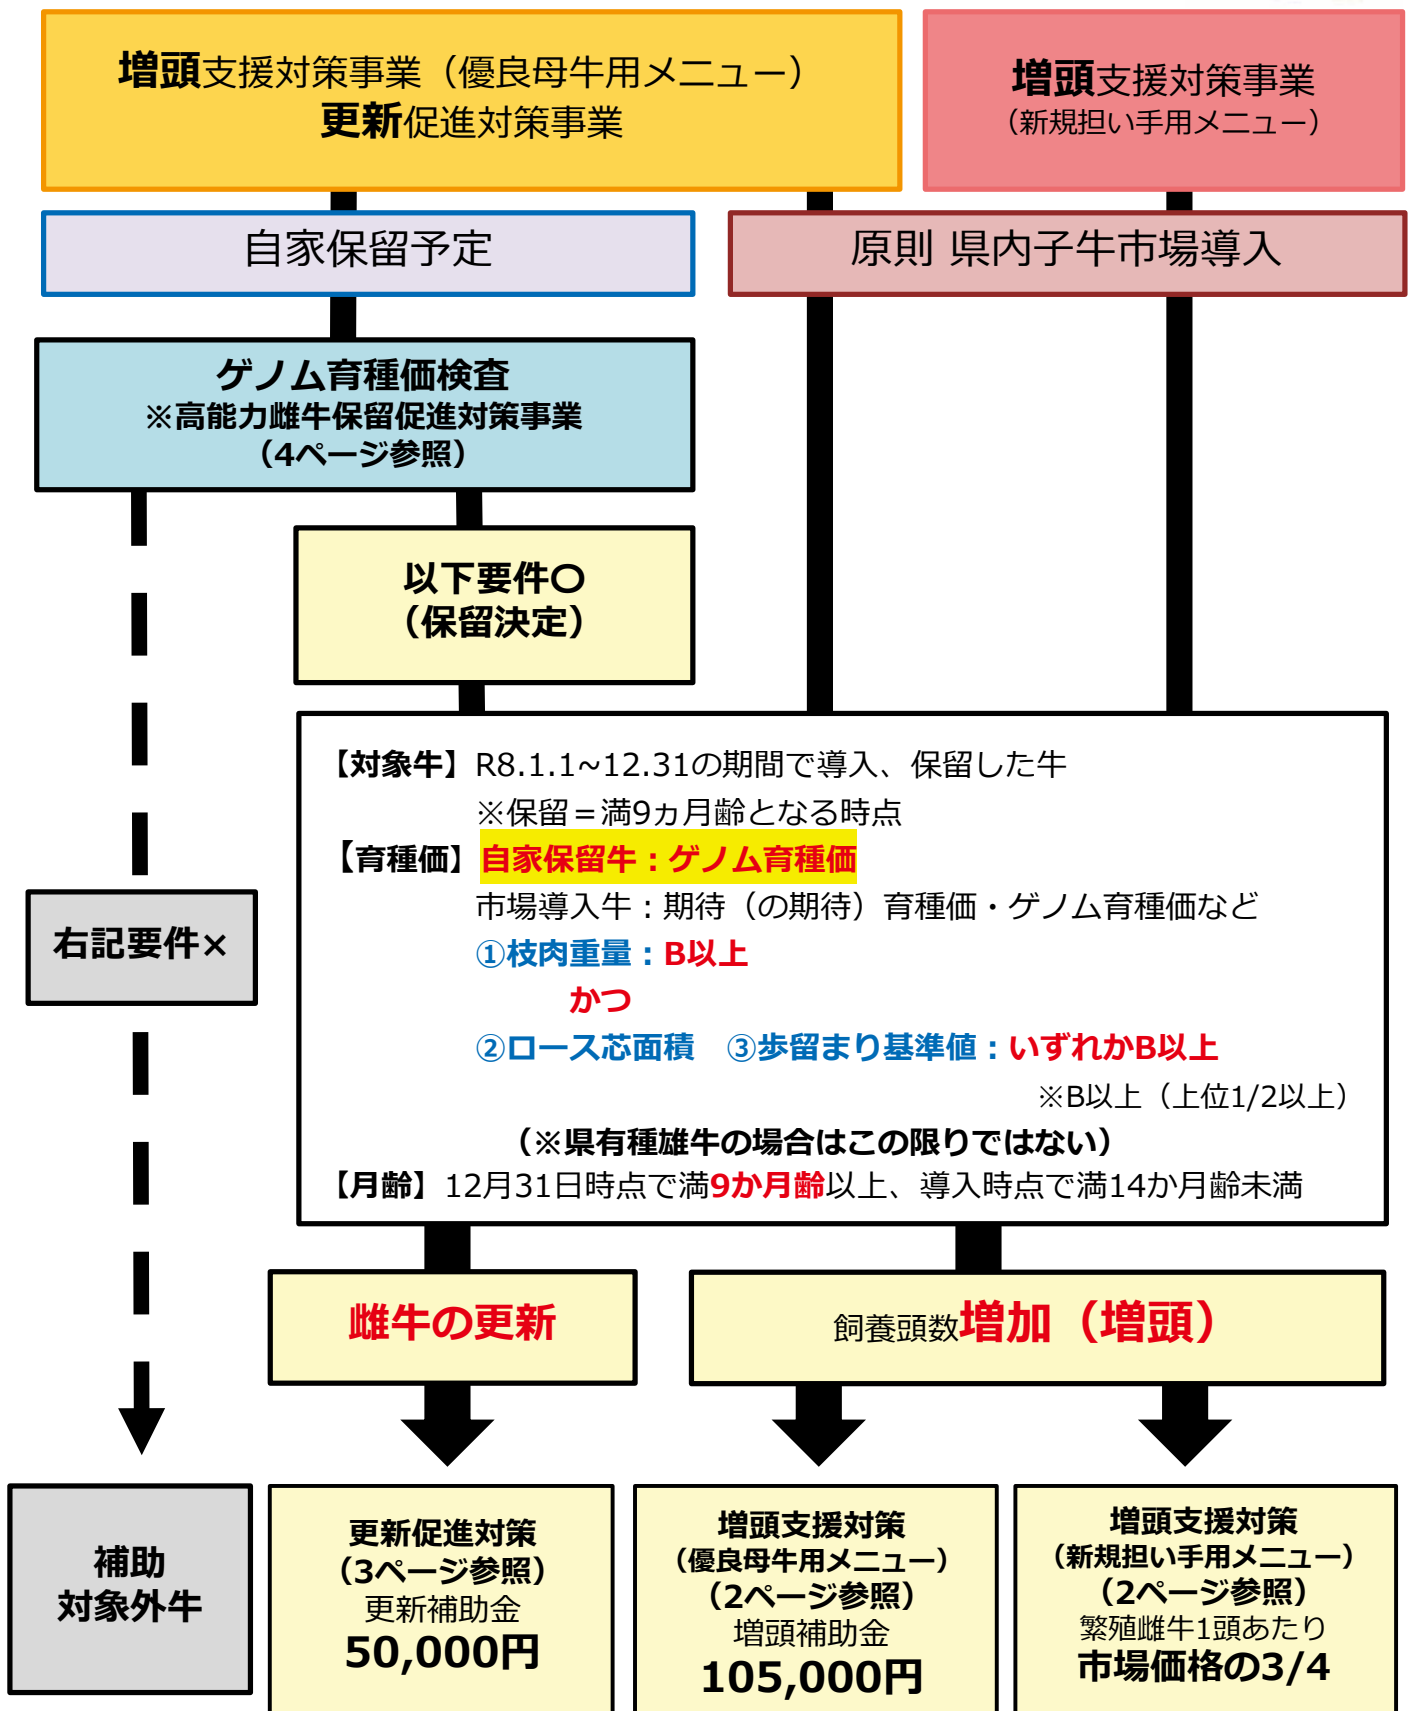 増頭支援対策事業（優良母牛用メニュー）
更新促進対策事業
増頭支援対策事業
（新規担い手用メニュー）
自家保留予定
原則 県内子牛市場導入
ゲノム育種価検査
※高能力雌牛保留促進対策事業
（4ページ参照）
以下要件〇
（保留決定）
【対象牛】R8.1.1~12.31の期間で導入、保留した牛
※保留＝満9ヵ月齢となる時点
【育種価】自家保留牛：ゲノム育種価
市場導入牛：期待（の期待）育種価・ゲノム育種価など
①枝肉重量：B以上
かつ
②ロース芯面積　③歩留まり基準値：いずれかB以上
※B以上（上位1/2以上）
（※県有種雄牛の場合はこの限りではない）
【月齢】12月31日時点で満9か月齢以上、導入時点で満14か月齢未満
右記要件×
雌牛の更新
飼養頭数増加（増頭）
補助
対象外牛
更新促進対策
（3ページ参照）
更新補助金
50,000円
増頭支援対策
（優良母牛用メニュー）
（2ページ参照）
増頭補助金
105,000円
増頭支援対策
（新規担い手用メニュー）
（2ページ参照）
繁殖雌牛1頭あたり
市場価格の3/4